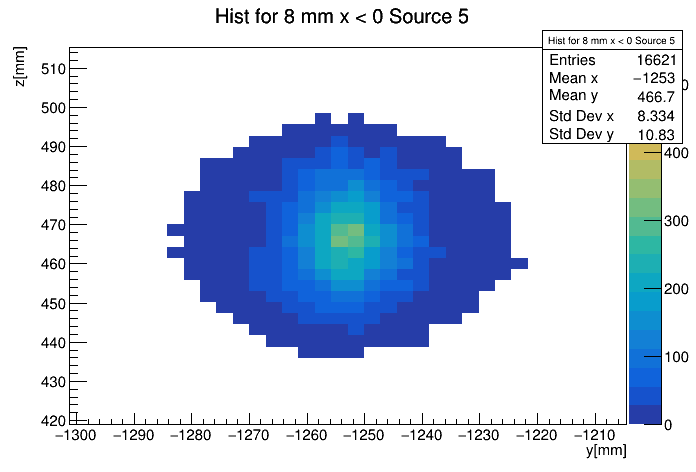 Hist for 8 mm x < 0 Source 5
Hist for 8 mm x < 0 Source 5
Entries 16621
Mean x −1253
Mean y 466.7
Std Dev x 8.334
Std Dev y 10.83
z[mm]
510
500
490
480
470
460
450
440
430
420
−1300 −1290 −1280 −1270 −1260 −1250 −1240 −1230 −1220 −1210
y[mm]
400
300
200
100
0